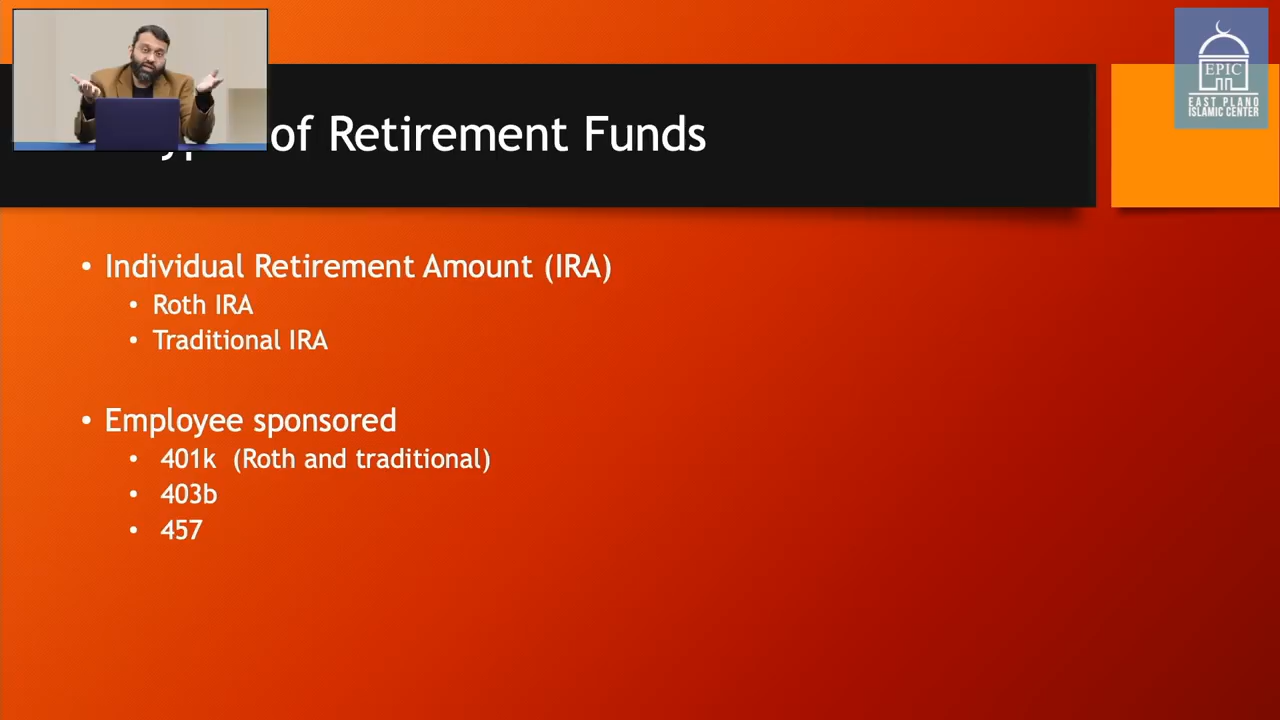 EPIC
EAST PLANO
ISLAMIC CENTER
of Retirement Funds
• Individual Retirement Amount (IRA)
• Roth IRA
• Traditional IRA
• Employee sponsored
• 401k (Roth and traditional)
• 403b
• 457